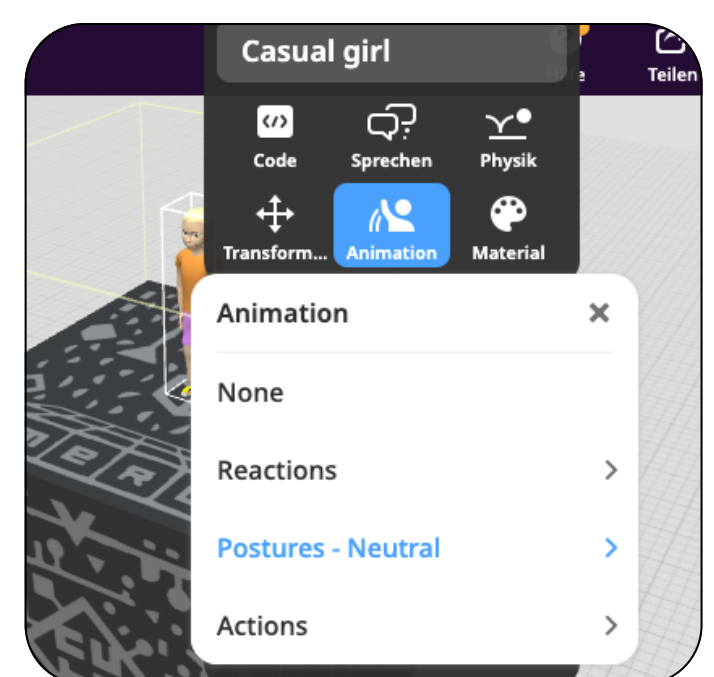 Casual girl
Teilen
Code
Sprechen
Physik
Transform...
Animation
Material
Animation
None
Reactions
Postures - Neutral
Actions